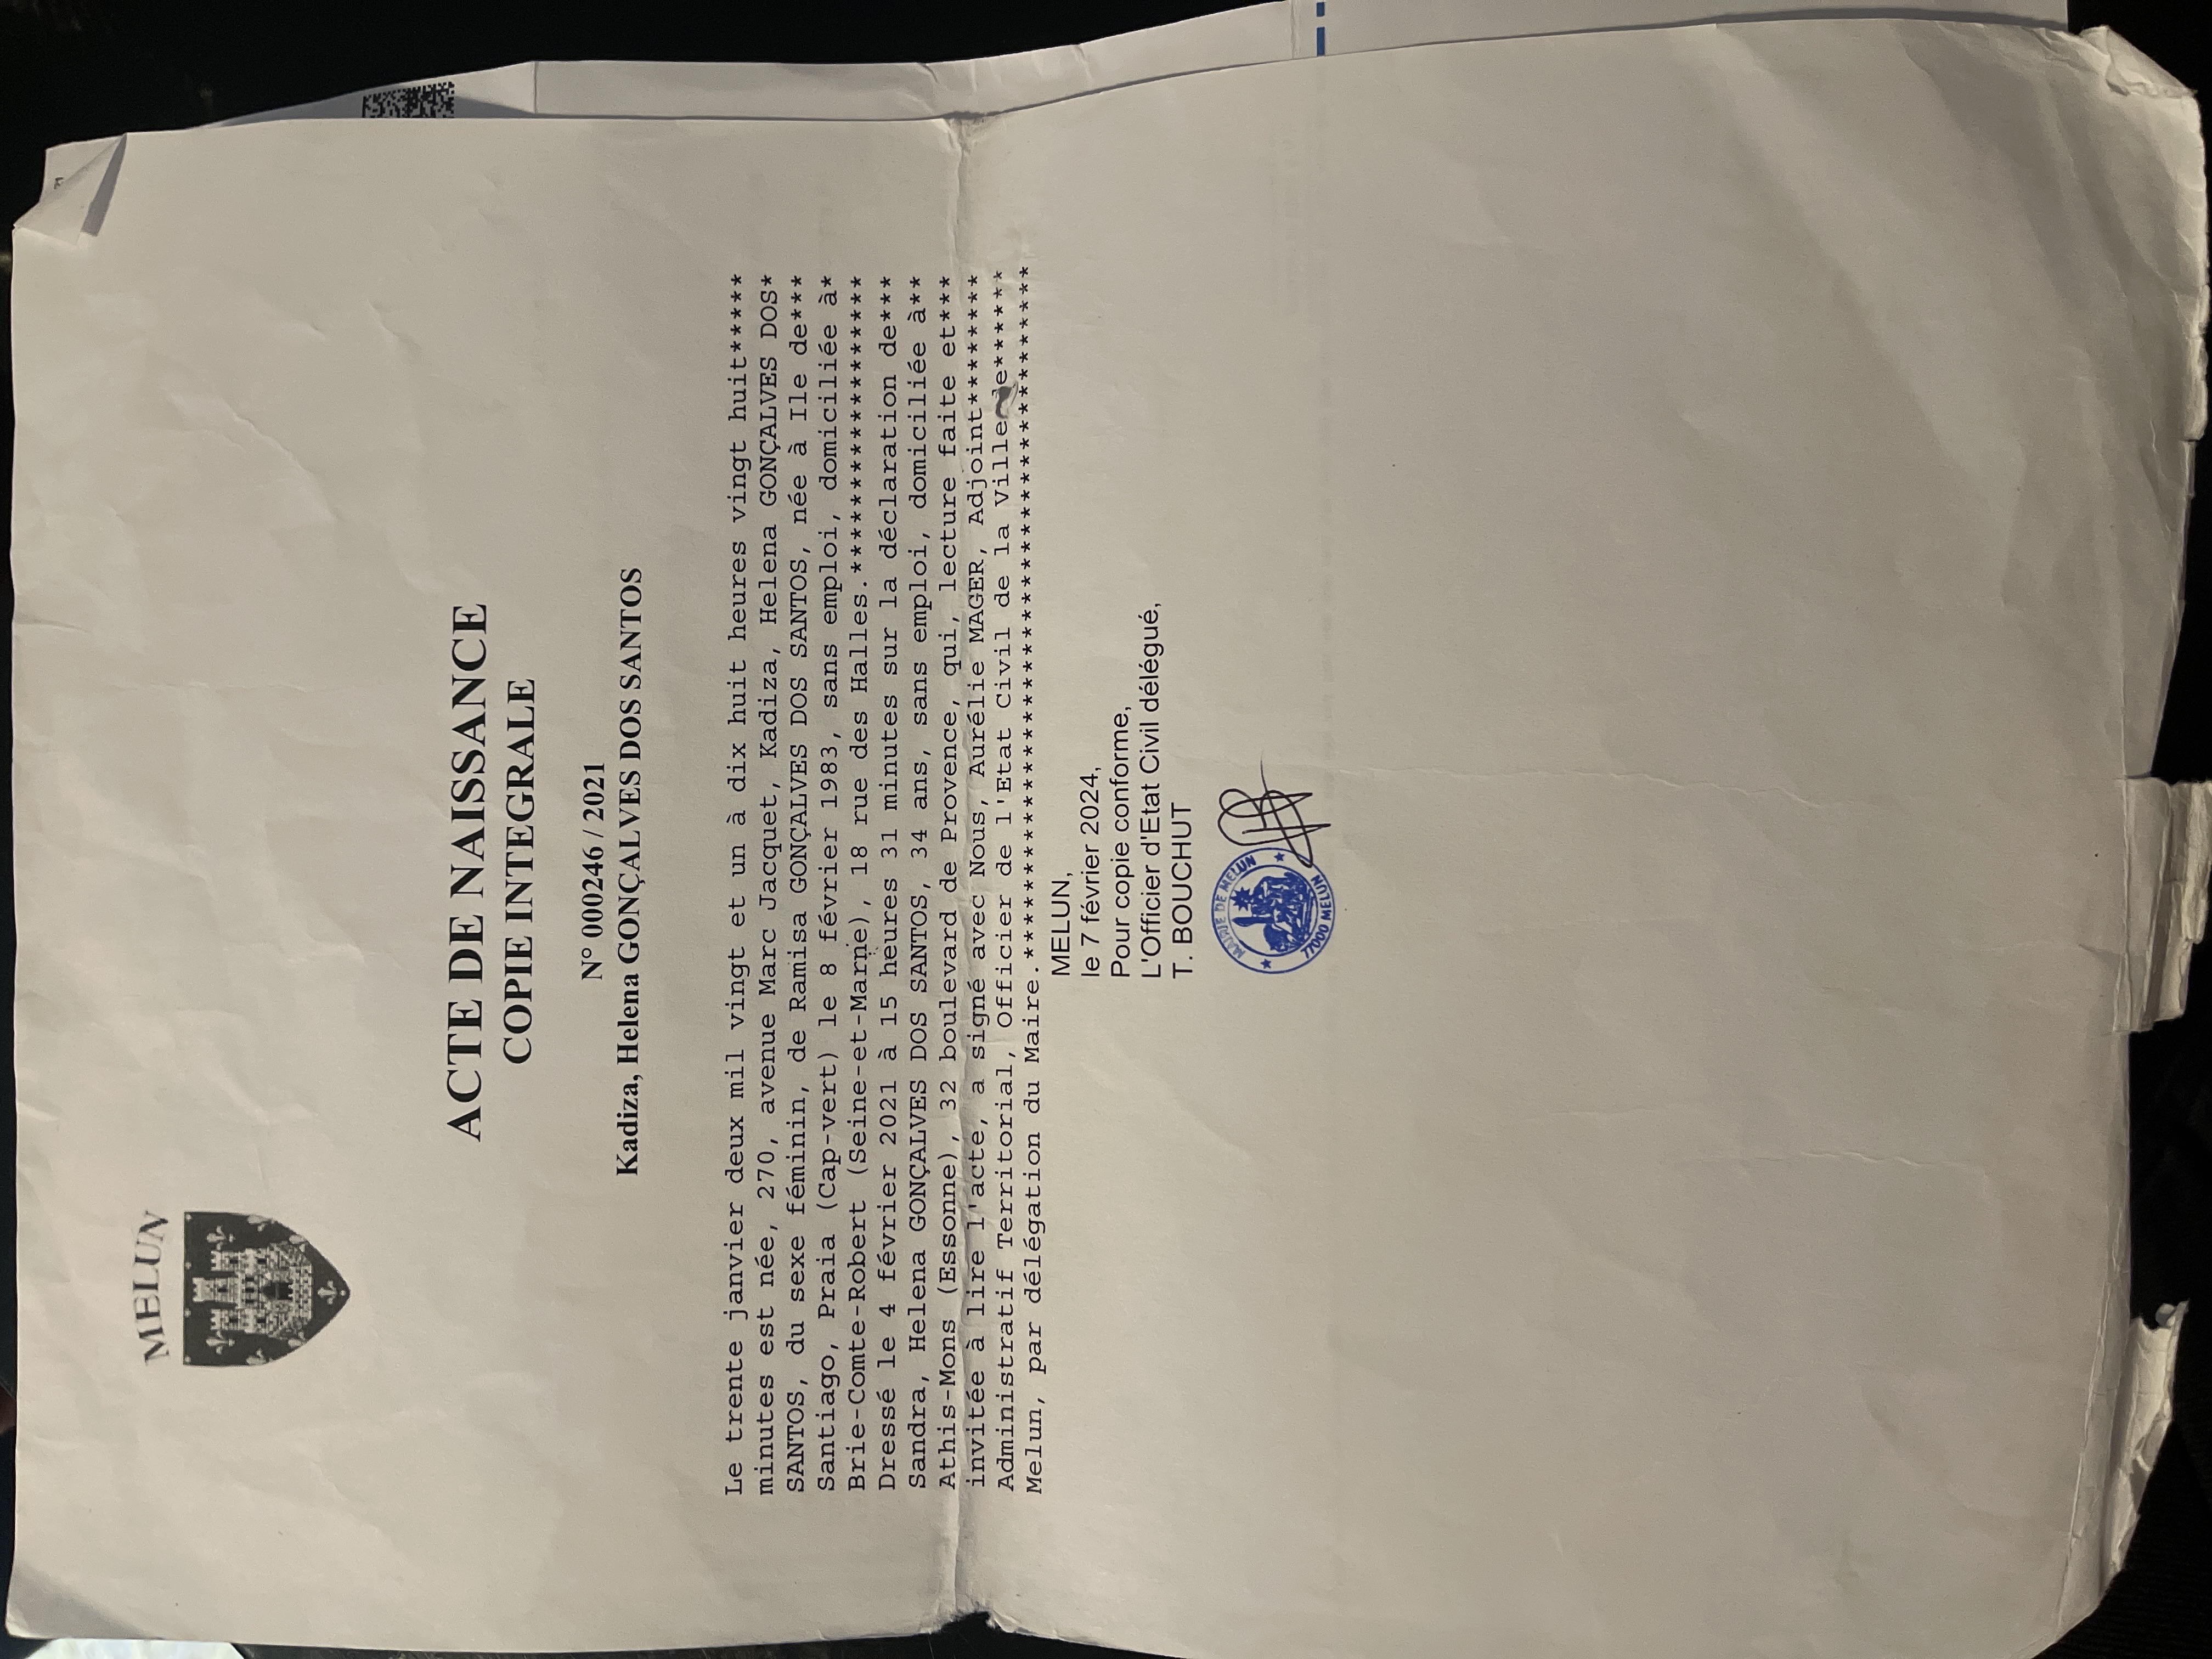 MELUN
ACTE DE NAISSANCE
COPIE INTEGRALE
N° 000246 / 2021
Kadiza, Helena GONÇALVES DOS SANTOS
Le trente janvier deux mil vingt et un à dix huit heures vingt huit*****
minutes est née, 270, avenue Marc Jacquet, Kadiza, Helena GONÇALVES DOS*
SANTOS, du sexe féminin, de Ramisa GONÇALVES DOS SANTOS, née à Ile de***
Santiago, Praia (Cap-vert) le 8 février 1983, sans emploi, domiciliée à*
Brie-Comte-Robert (Seine-et-Marne), 18 rue des Halles.******************
Dressé le 4 février 2021 à 15 heures 31 minutes sur la déclaration de***
Sandra, Helena GONÇALVES DOS SANTOS, 34 ans, sans emploi, domiciliée à**
Athis-Mons (Essonne), 32 boulevard de Provence, qui, lecture faite et***
invitée à lire l'acte, a signé avec Nous, Aurélie MAGER, Adjoint********
Administratif Territorial, Officier de l'Etat Civil de la Ville de******
Melun, par délégation du Maire.*****************************************
MELUN,
le 7 février 2024,
Pour copie conforme,
L'Officier d'Etat Civil délégué,
T. BOUCHUT
MAIRIE DE MELUN
77000 MELUN